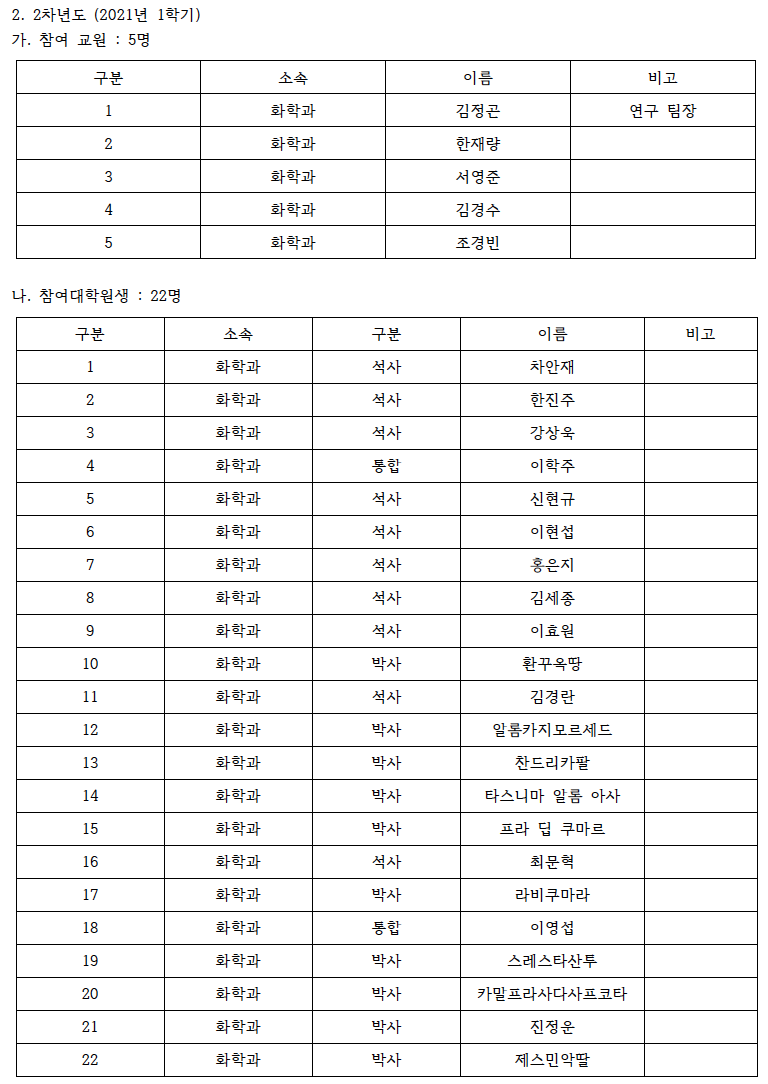 2. 2차년도 (2021년 1학기)
가. 참여 교원 : 5명
구분 소속 이름 비고
1 화학과 김정곤 연구 팀장
2 화학과 한재량
3 화학과 서영준
4 화학과 김경수
5 화학과 조경빈
나. 참여대학원생 : 22명
구분 소속 구분 이름 비고
1 화학과 석사 차안재
2 화학과 석사 한진주
3 화학과 석사 강상욱
4 화학과 통합 이학주
5 화학과 석사 신현규
6 화학과 석사 이현섭
7 화학과 석사 홍은지
8 화학과 석사 김세종
9 화학과 석사 이효원
10 화학과 박사 환꾸옥땅
11 화학과 석사 김경란
12 화학과 박사 알롬카지모르세드
13 화학과 박사 찬드리카팔
14 화학과 박사 타스니마 알롬 아사
15 화학과 박사 프라 딥 쿠마르
16 화학과 석사 최문혁
17 화학과 박사 라비쿠마라
18 화학과 통합 이영섭
19 화학과 박사 스레스타산투
20 화학과 박사 카말프라사다사프코타
21 화학과 박사 진정운
22 화학과 박사 제스민악딸